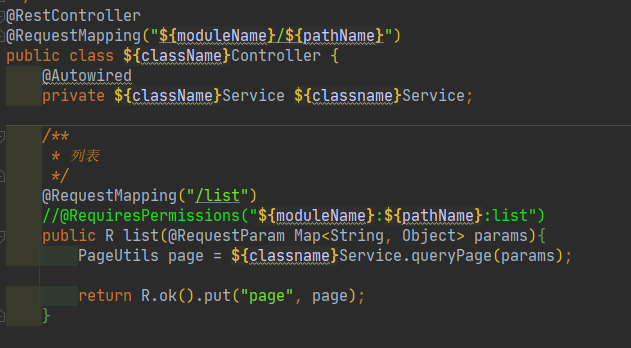 @RestController
@RequestMapping("${moduleName}/${pathName}")
public class ${className}Controller {
    @Autowired
    private ${className}Service ${classname}Service;

    /**
     * 列表
     */
    @RequestMapping("/list")
    //@RequiresPermissions("${moduleName}:${pathName}:list")
    public R list(@RequestParam Map<String, Object> params){
        PageUtils page = ${classname}Service.queryPage(params);

        return R.ok().put("page", page);
    }